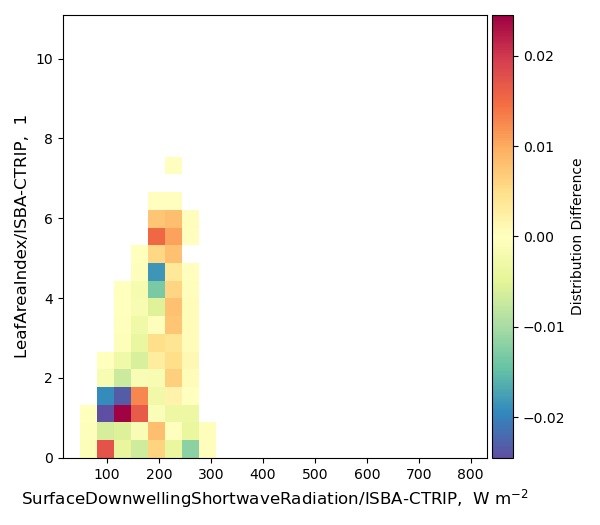 10
8
6
4
2
0
100 200 300 400 500 600 700 800
LeafAreaIndex/ISBA-CTRIP, 1
SurfaceDownwellingShortwaveRadiation/ISBA-CTRIP, W m⁻²
0.02
0.01
0.00
−0.01
−0.02
Distribution Difference